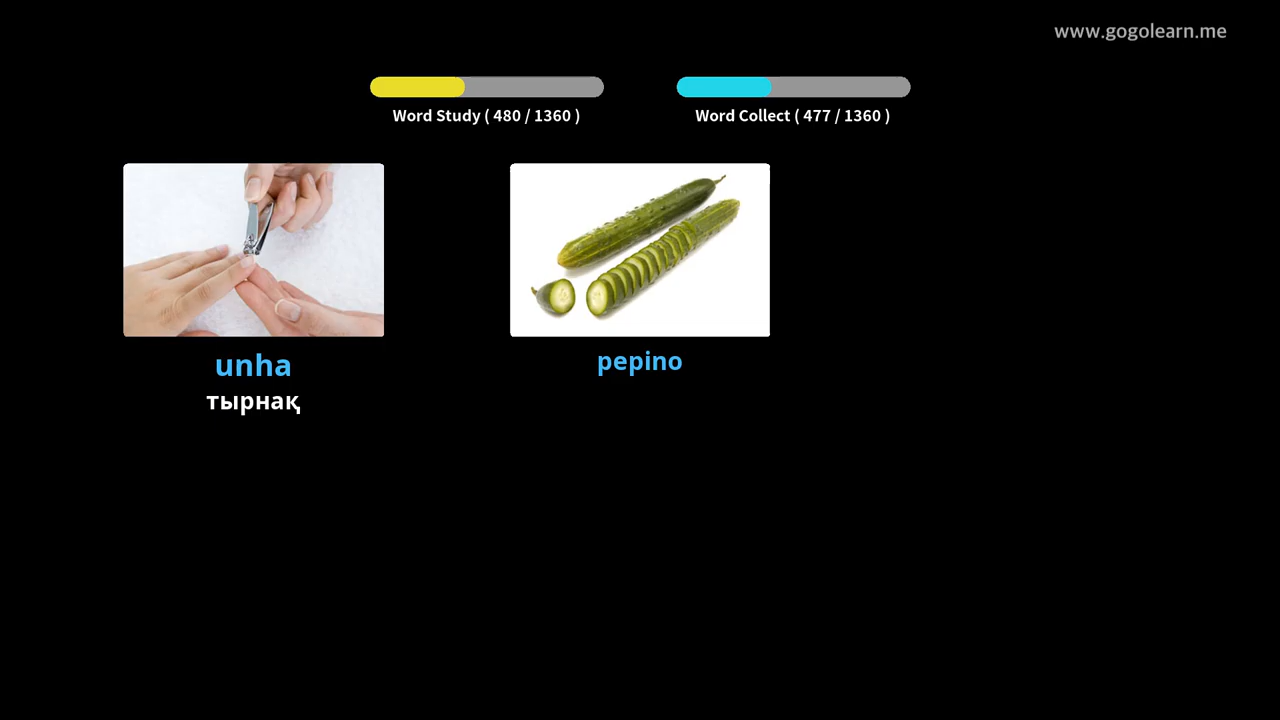 www.gogolearn.me
Word Study ( 480 / 1360 )
Word Collect ( 477 / 1360 )
unha
тырнақ
pepino